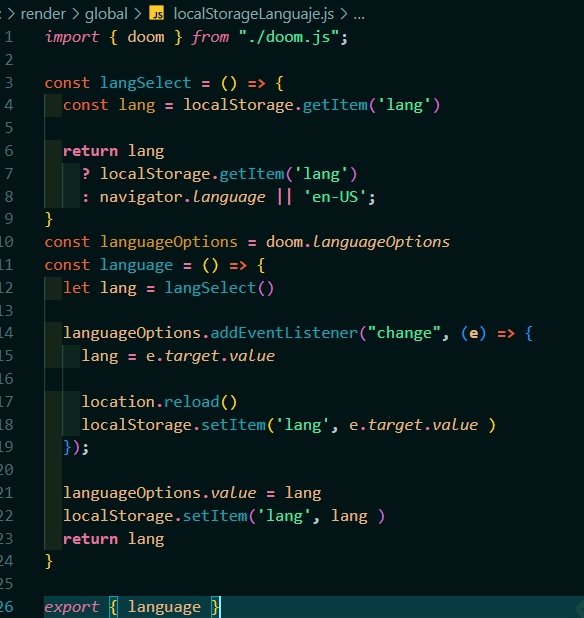 render > global > JS localStorageLanguaje.js > ...
1 import { doom } from "./doom.js";
2
3 const langSelect = () => {
4 const lang = localStorage.getItem('lang')
5
6 return lang
7 ? localStorage.getItem('lang')
8 : navigator.language || 'en-US';
9 }
10 const languageOptions = doom.languageOptions
11 const language = () => {
12 let lang = langSelect()
13
14 languageOptions.addEventListener("change", (e) => {
15 lang = e.target.value
16
17 location.reload()
18 localStorage.setItem('lang', e.target.value )
19 });
20
21 languageOptions.value = lang
22 localStorage.setItem('lang', lang )
23 return lang
24 }
25
26 export { language }